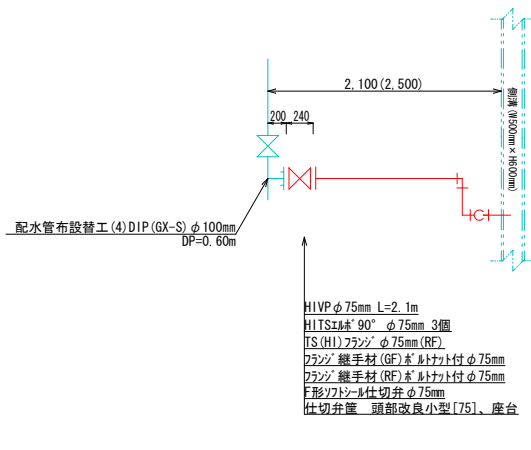 2,100(2,500)
200 240
側溝 (W500mm × H600mm)
配水管布設替工(4)DIP(GX-S)φ100mm
DP=0.60m
HIVPφ75mm L=2.1m
HITSｴﾙﾎﾞ90° φ75mm 3個
TS(HI)ﾌﾗﾝｼﾞφ75mm(RF)
ﾌﾗﾝｼﾞ継手材(GF)ﾎﾞﾙﾄﾅｯﾄ付φ75mm
ﾌﾗﾝｼﾞ継手材(RF)ﾎﾞﾙﾄﾅｯﾄ付φ75mm
F形ｿﾌﾄｼｰﾙ仕切弁φ75mm
仕切弁筐 頭部改良小型[75]、座台